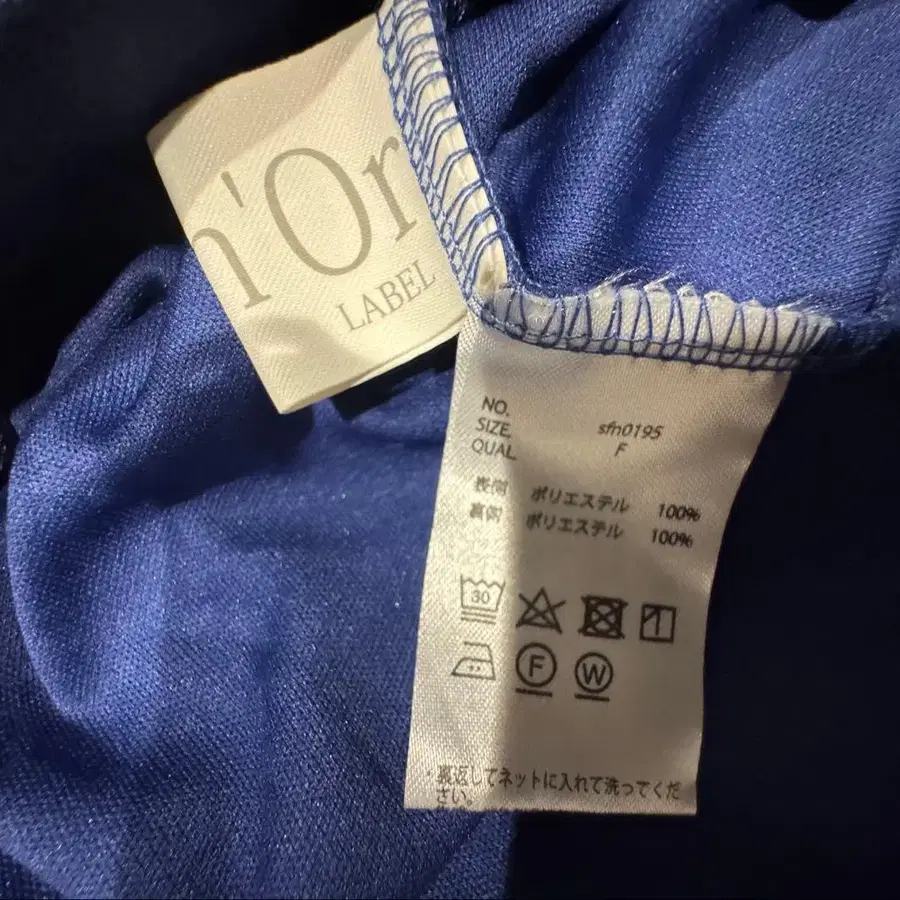 n'Or
LABEL
NO. sfn0195
SIZE. F
QUAL.
表側 ポリエステル 100%
裏側 ポリエステル 100%
30
F W
・裏返してネットに入れて洗ってくだ
さい。